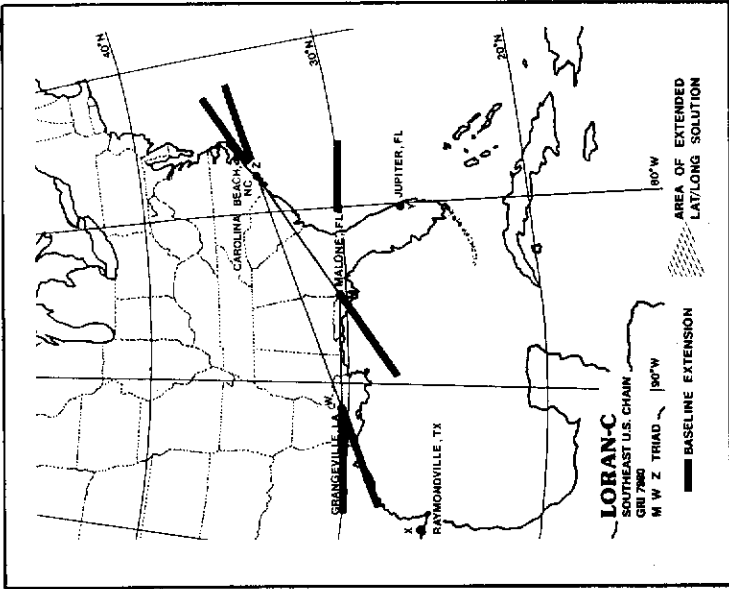 40°N
30°N
20°N
CAROLINA BEACH,
NC
Z
MALONE, FL
M
JUPITER, FL
Y
80°W
GRANGEVILLE, LA
W
X
RAYMONDVILLE, TX
LORAN-C
SOUTHEAST U.S. CHAIN
GRI 7980
M W Z TRIAD
90°W
BASELINE EXTENSION
AREA OF EXTENDED
LAT/LONG SOLUTION